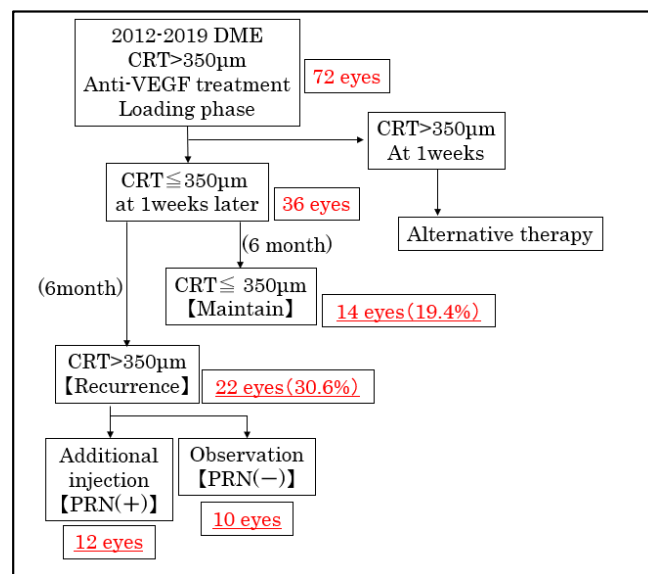 2012-2019 DME
CRT>350μm
Anti-VEGF treatment
Loading phase
72 eyes
CRT>350μm
At 1weeks
CRT≦350μm
at 1weeks later
36 eyes
Alternative therapy
(6 month)
(6month)
CRT≦ 350μm
【Maintain】
14 eyes(19.4%)
CRT>350μm
【Recurrence】
22 eyes(30.6%)
Additional
injection
【PRN(+)】
Observation
【PRN(−)】
12 eyes
10 eyes